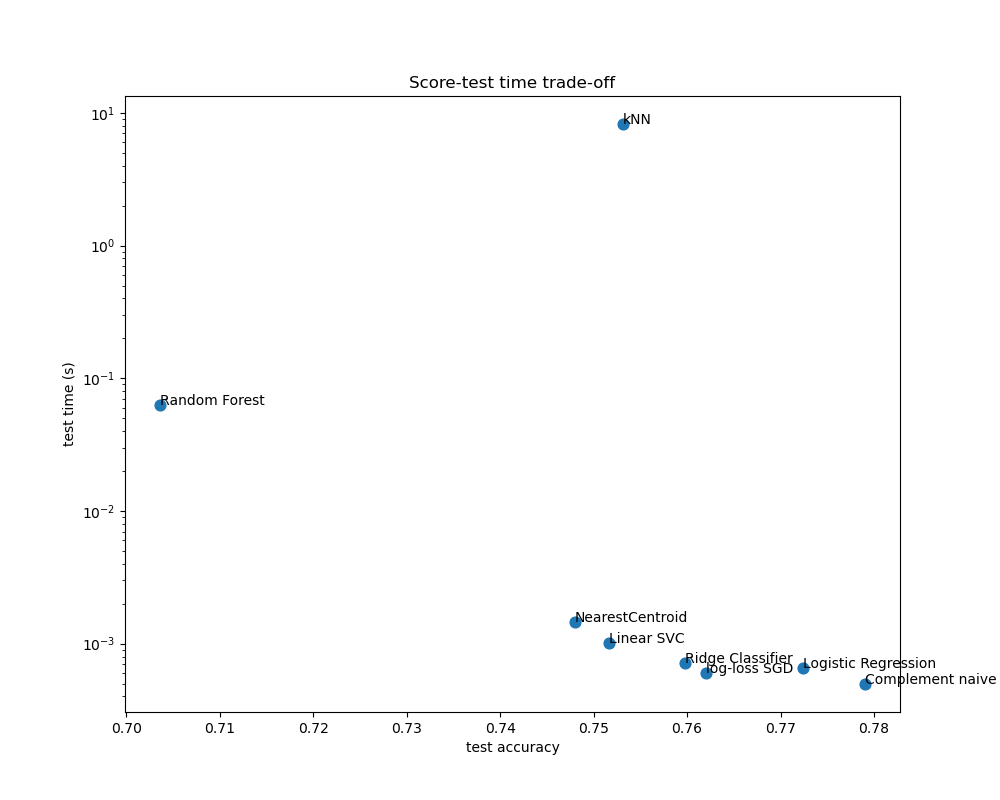 Score-test time trade-off
10¹
kNN
10⁰
test time (s)
10⁻¹
Random Forest
10⁻²
NearestCentroid
10⁻³
Linear SVC
Ridge Classifier
log-loss SGD
Logistic Regression
Complement naive
0.70 0.71 0.72 0.73 0.74 0.75 0.76 0.77 0.78
test accuracy